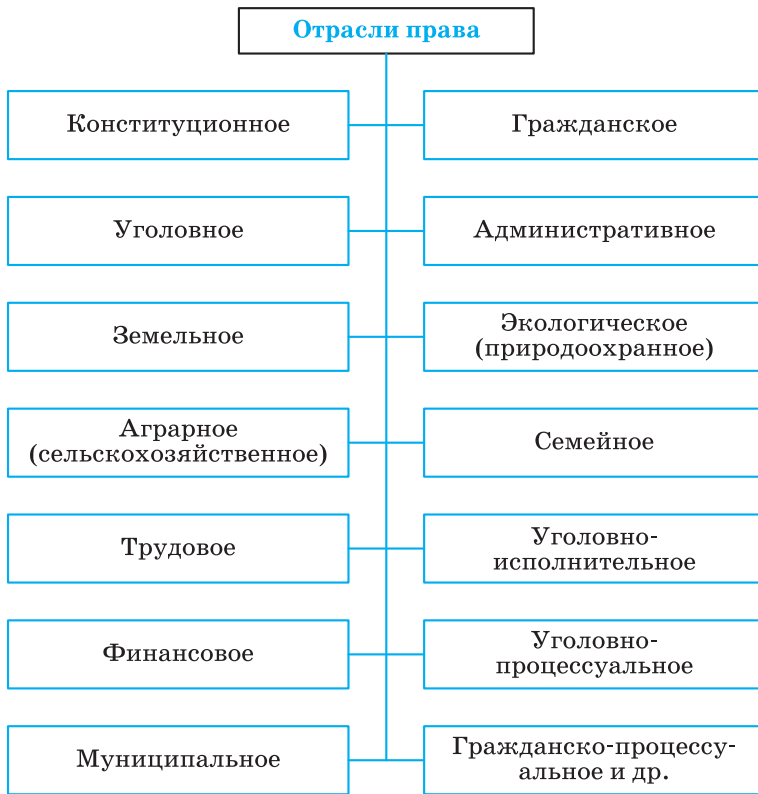 Отрасли права
Конституционное
Гражданское
Уголовное
Административное
Земельное
Экологическое
(природоохранное)
Аграрное
(сельскохозяйственное)
Семейное
Трудовое
Уголовно-
исполнительное
Финансовое
Уголовно-
процессуальное
Муниципальное
Гражданско-процессу-
альное и др.